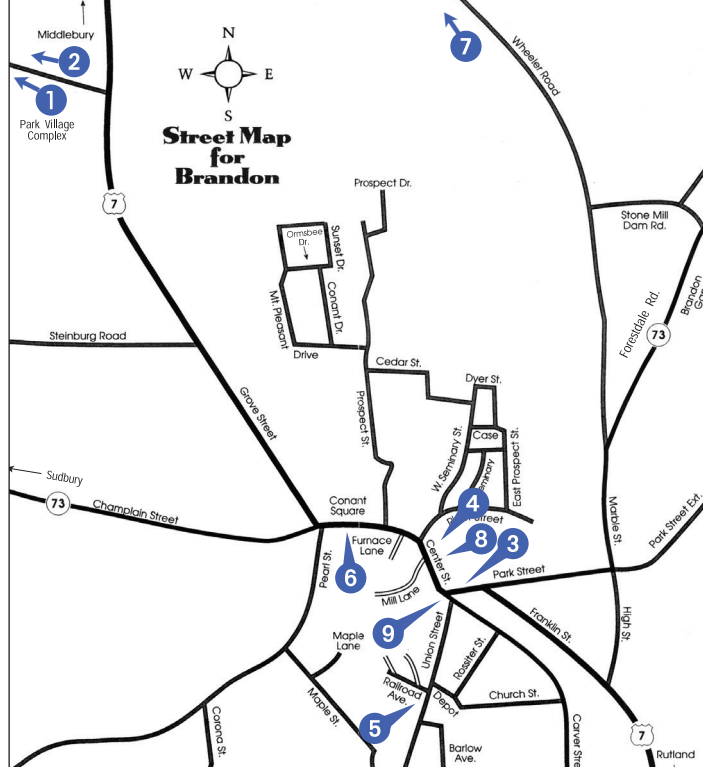 Middlebury
7
2
1
Park Village
Complex
N
W
E
S
Street Map
for
Brandon
Wheeler Road
7
Prospect Dr.
Ormsbee
Dr.
Sunset Dr.
Stone Mill
Dam Rd.
Mt. Pleasant
Conant Dr.
Drive
Forestdale Rd.
Brandon
73
Steinburg Road
Cedar St.
Dyer St.
Grove Street
Prospect St.
W. Seminary St.
Case
East Prospect St.
Sudbury
73
Champlain Street
Conant
Square
4
Street
8
3
Marble St.
Park Street Ext.
Furnace
Lane
Center St.
Park Street
Pearl St.
6
Mill Lane
Franklin St.
High St.
9
Union Street
Maple
Lane
Rossiter St.
Railroad
Ave.
Depot
Church St.
Maple St.
5
Corona St.
Barlow
Ave.
Carver
7
Rutland